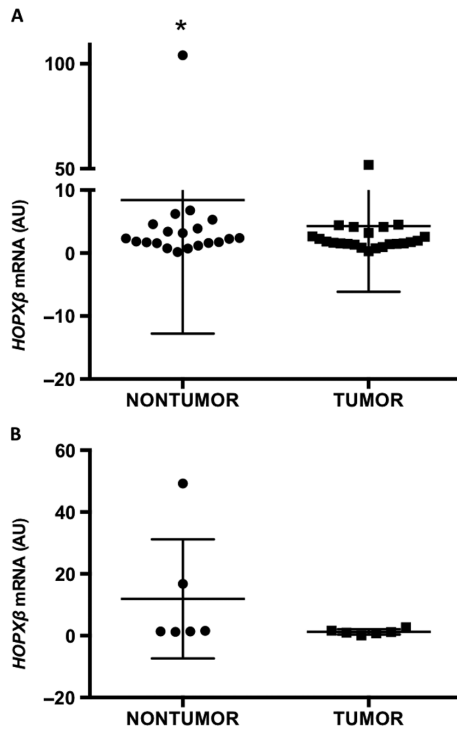 A
*
100
50
10
0
–10
–20
HOPXβ mRNA (AU)
NONTUMOR TUMOR
B
60
40
20
0
–20
HOPXβ mRNA (AU)
NONTUMOR TUMOR